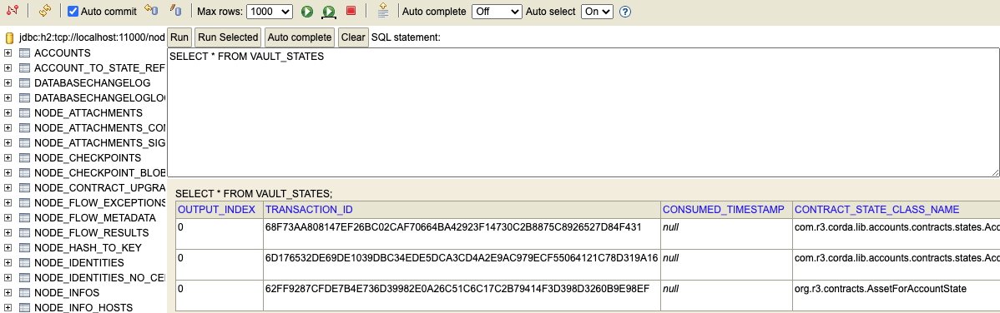 Auto commit Max rows: 1000 Auto complete Off Auto select On ?
jdbc:h2:tcp://localhost:11000/nod
ACCOUNTS
ACCOUNT_TO_STATE_REF
DATABASECHANGELOG
DATABASECHANGELOGLO
NODE_ATTACHMENTS
NODE_ATTACHMENTS_CON
NODE_ATTACHMENTS_SIG
NODE_CHECKPOINTS
NODE_CHECKPOINT_BLOB
NODE_CONTRACT_UPGRA
NODE_FLOW_EXCEPTIONS
NODE_FLOW_METADATA
NODE_FLOW_RESULTS
NODE_HASH_TO_KEY
NODE_IDENTITIES
NODE_IDENTITIES_NO_CE
NODE_INFOS
NODE_INFO_HOSTS
Run Run Selected Auto complete Clear SQL statement:
SELECT * FROM VAULT_STATES
SELECT * FROM VAULT_STATES;
OUTPUT_INDEX TRANSACTION_ID CONSUMED_TIMESTAMP CONTRACT_STATE_CLASS_NAME
0 68F73AA808147EF26BC02CAF70664BA42923F14730C2B8875C8926527D84F431 null com.r3.corda.lib.accounts.contracts.states.Acc
0 6D176532DE69DE1039DBC34EDE5DCA3CD4A2E9AC979ECF55064121C78D319A16 null com.r3.corda.lib.accounts.contracts.states.Acc
0 62FF9287CFDE7B4E736D39982E0A26C51C6C17C2B79414F3D398D3260B9E98EF null org.r3.contracts.AssetForAccountState